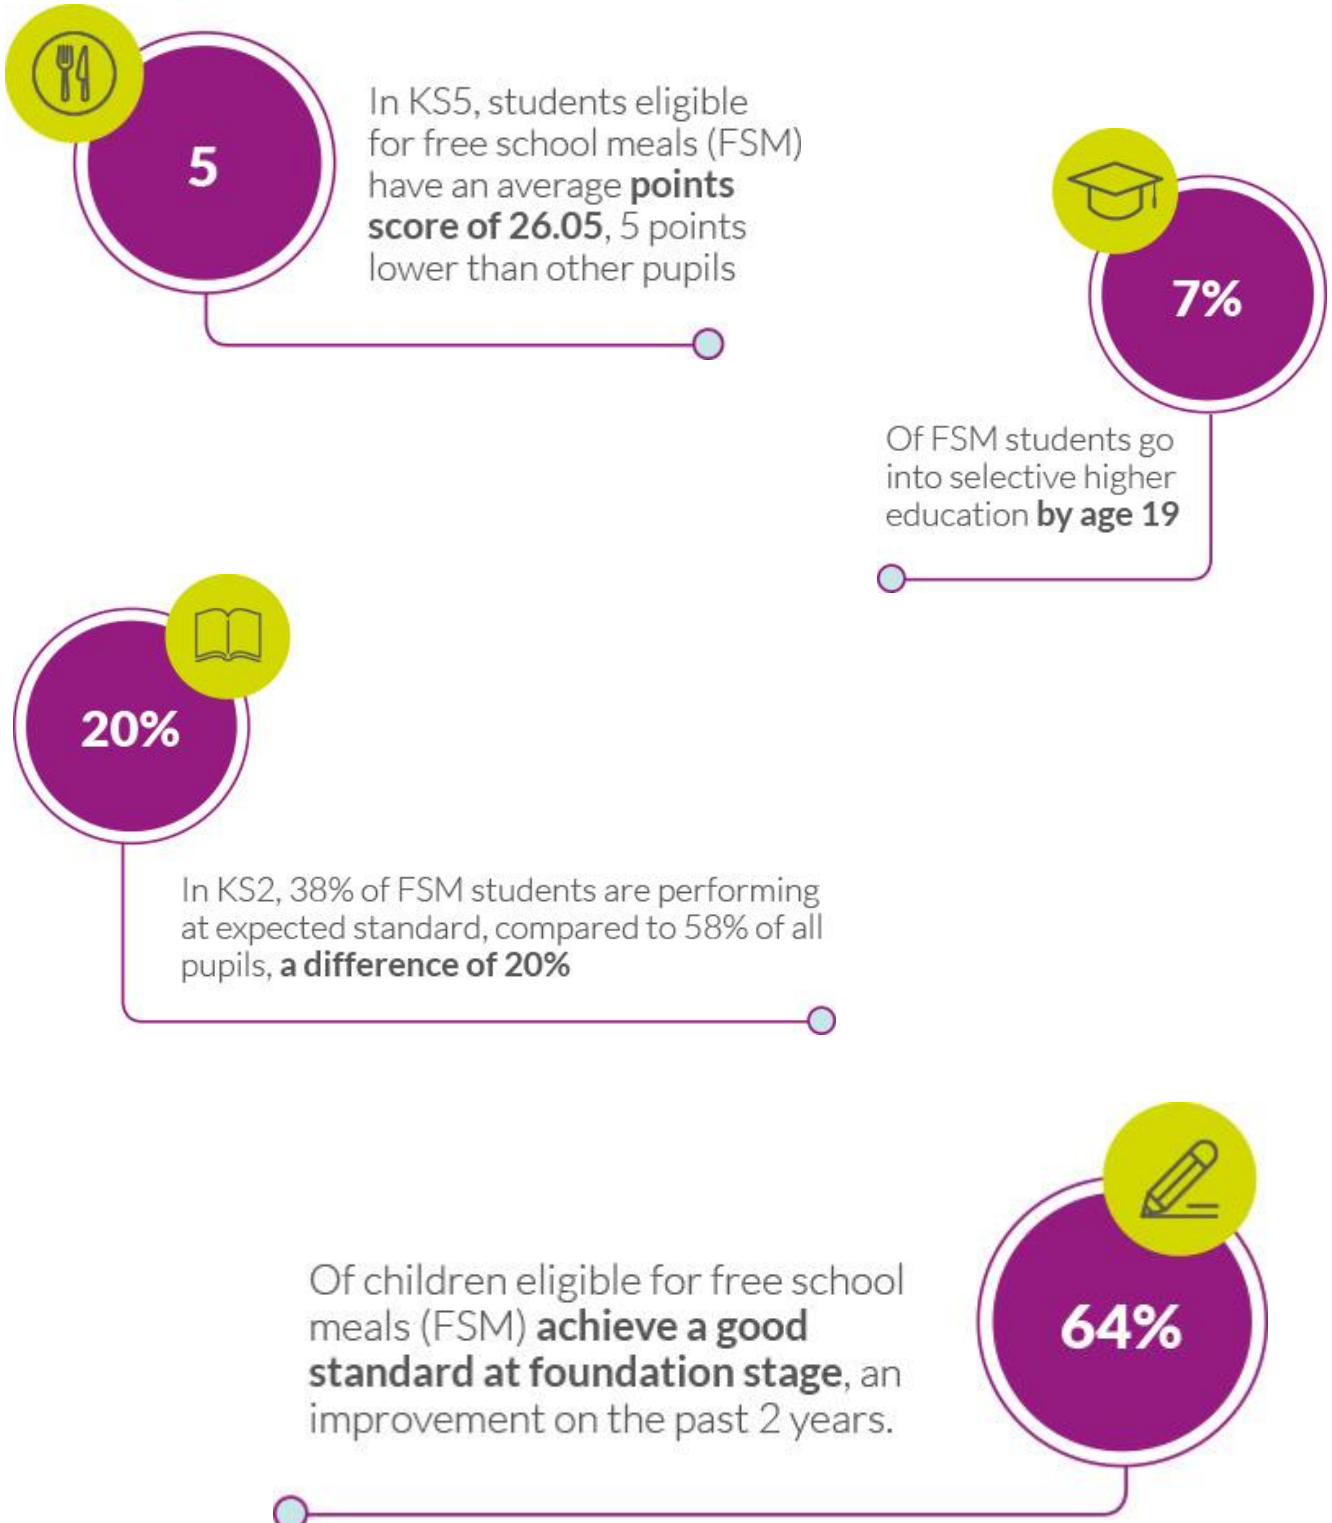 5
In KS5, students eligible
for free school meals (FSM)
have an average points
score of 26.05, 5 points
lower than other pupils
7%
Of FSM students go
into selective higher
education by age 19
20%
In KS2, 38% of FSM students are performing
at expected standard, compared to 58% of all
pupils, a difference of 20%
64%
Of children eligible for free school
meals (FSM) achieve a good
standard at foundation stage, an
improvement on the past 2 years.